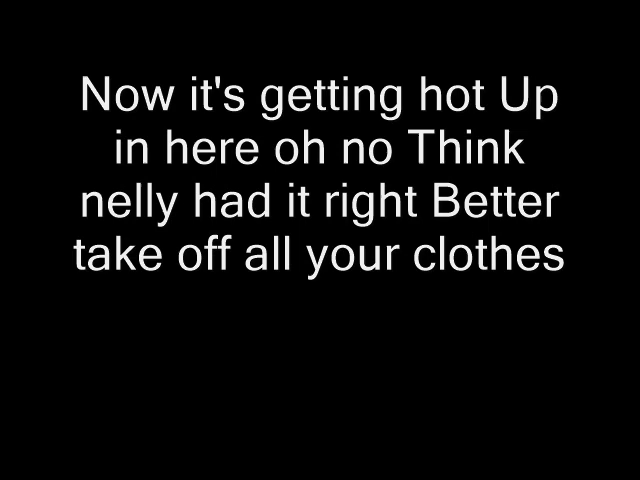 Now it's getting hot Up
in here oh no Think
nelly had it right Better
take off all your clothes